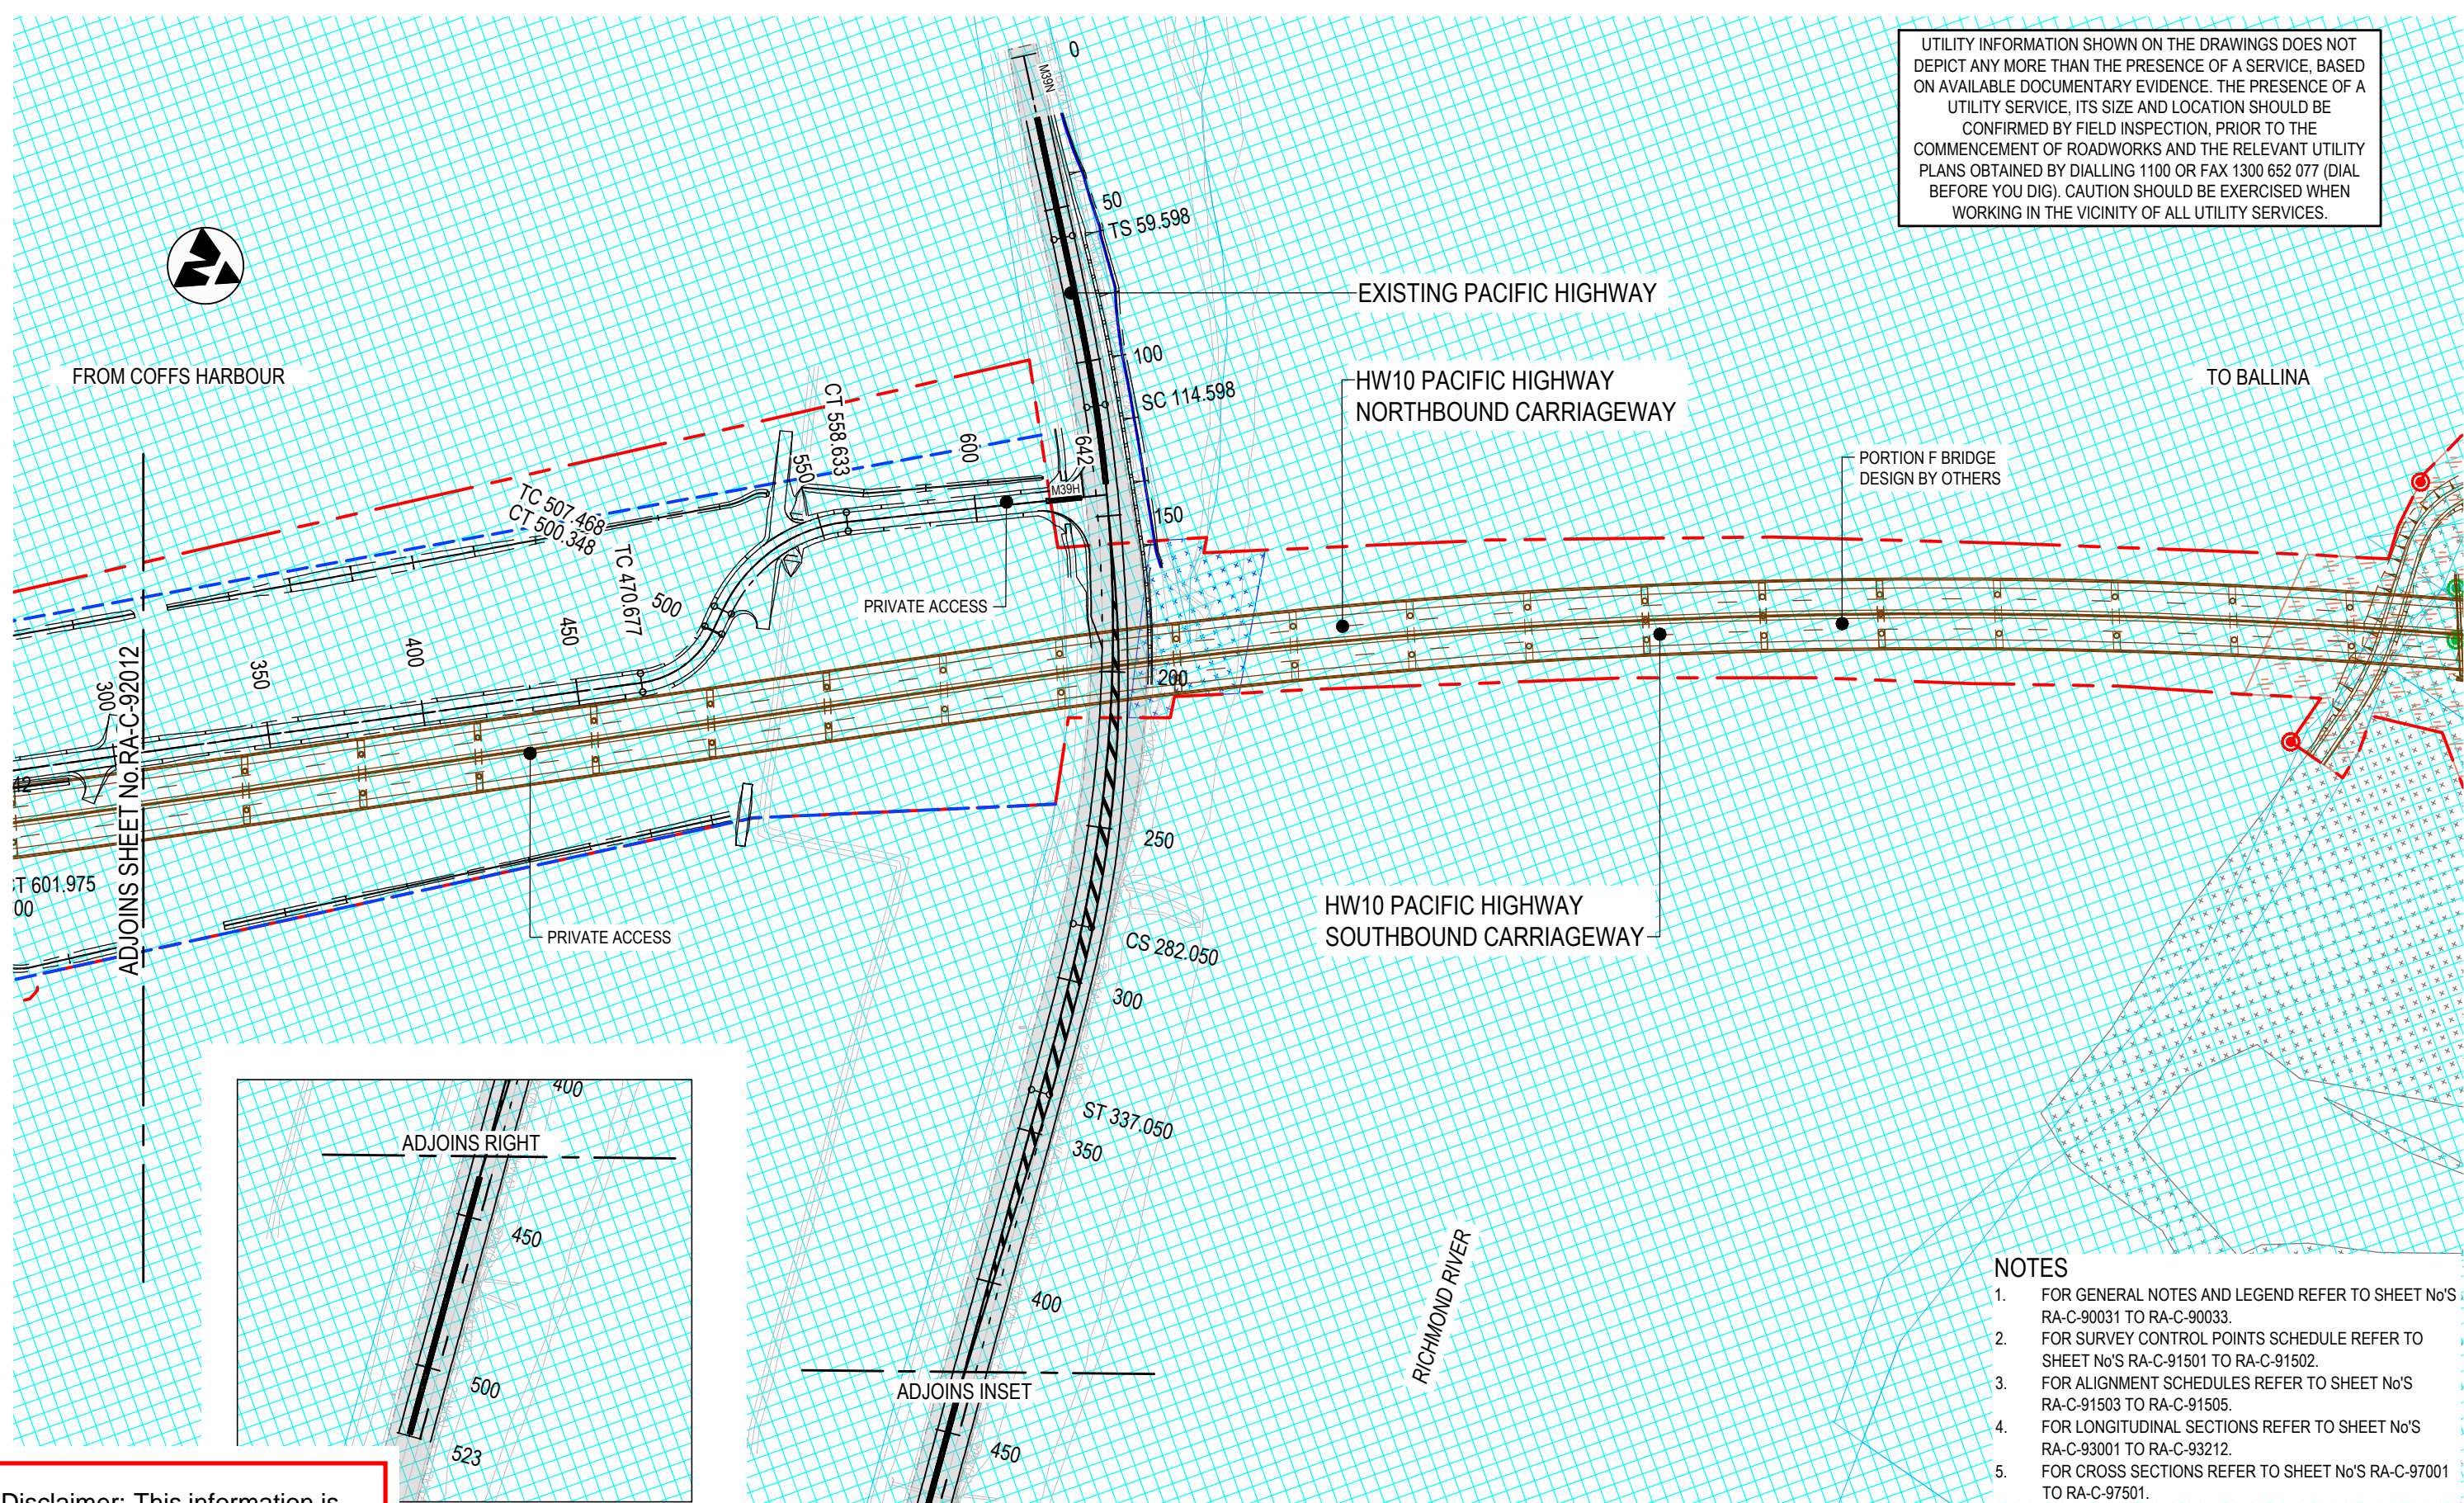 UTILITY INFORMATION SHOWN ON THE DRAWINGS DOES NOT
DEPICT ANY MORE THAN THE PRESENCE OF A SERVICE, BASED
ON AVAILABLE DOCUMENTARY EVIDENCE. THE PRESENCE OF A
UTILITY SERVICE, ITS SIZE AND LOCATION SHOULD BE
CONFIRMED BY FIELD INSPECTION, PRIOR TO THE
COMMENCEMENT OF ROADWORKS AND THE RELEVANT UTILITY
PLANS OBTAINED BY DIALLING 1100 OR FAX 1300 652 077 (DIAL
BEFORE YOU DIG). CAUTION SHOULD BE EXERCISED WHEN
WORKING IN THE VICINITY OF ALL UTILITY SERVICES.
0
M39N
50
TS 59.598
EXISTING PACIFIC HIGHWAY
100
SC 114.598
HW10 PACIFIC HIGHWAY
NORTHBOUND CARRIAGEWAY
FROM COFFS HARBOUR
TO BALLINA
PORTION F BRIDGE
DESIGN BY OTHERS
CT 558.633
550
600
642
M39H
150
TC 507.468
CT 500.348
TC 470.677
500
450
400
350
300
PRIVATE ACCESS
200
ADJOINS SHEET No.RA-C-92012
42
T 601.975
00
PRIVATE ACCESS
250
HW10 PACIFIC HIGHWAY
SOUTHBOUND CARRIAGEWAY
CS 282.050
300
ST 337.050
350
400
ADJOINS INSET
450
RICHMOND RIVER
400
ADJOINS RIGHT
450
500
523
NOTES
1. FOR GENERAL NOTES AND LEGEND REFER TO SHEET No'S
RA-C-90031 TO RA-C-90033.
2. FOR SURVEY CONTROL POINTS SCHEDULE REFER TO
SHEET No'S RA-C-91501 TO RA-C-91502.
3. FOR ALIGNMENT SCHEDULES REFER TO SHEET No'S
RA-C-91503 TO RA-C-91505.
4. FOR LONGITUDINAL SECTIONS REFER TO SHEET No'S
RA-C-93001 TO RA-C-93212.
5. FOR CROSS SECTIONS REFER TO SHEET No'S RA-C-97001
TO RA-C-97501.
Disclaimer: This information is